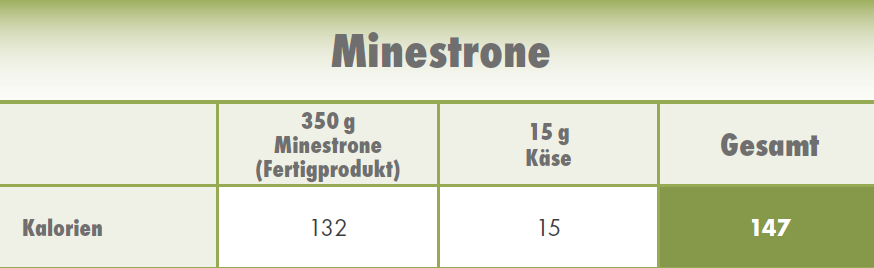 Minestrone
350 g
Minestrone
(Fertigprodukt)
15 g
Käse
Gesamt
Kalorien
132
15
147